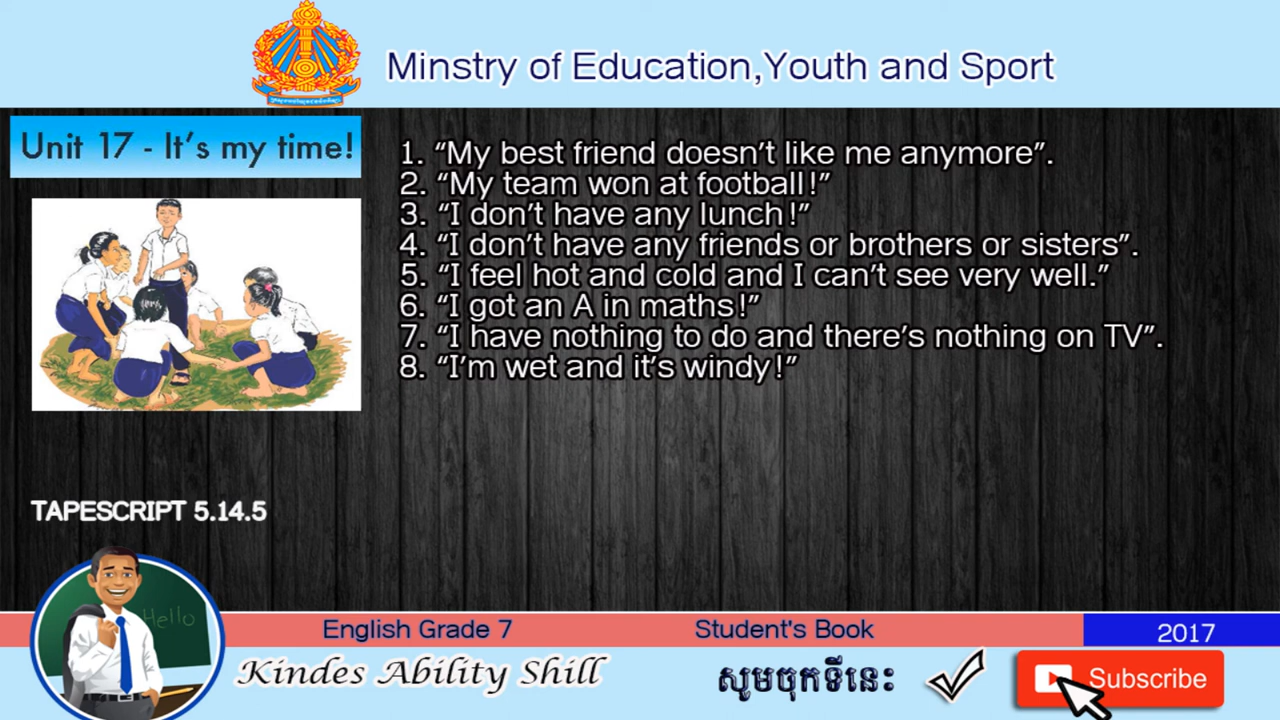 Minstry of Education,Youth and Sport
Unit 17 - It's my time!
1. “My best friend doesn't like me anymore”.
2. “My team won at football!”
3. “I don't have any lunch!”
4. “I don't have any friends or brothers or sisters”.
5. “I feel hot and cold and I can't see very well.”
6. “I got an A in maths!”
7. “I have nothing to do and there's nothing on TV”.
8. “I'm wet and it's windy!”
TAPESCRIPT 5.14.5
Hello
English Grade 7
Student's Book
2017
Kindes Ability Shill
សូមចុកទីនេះ
Subscribe